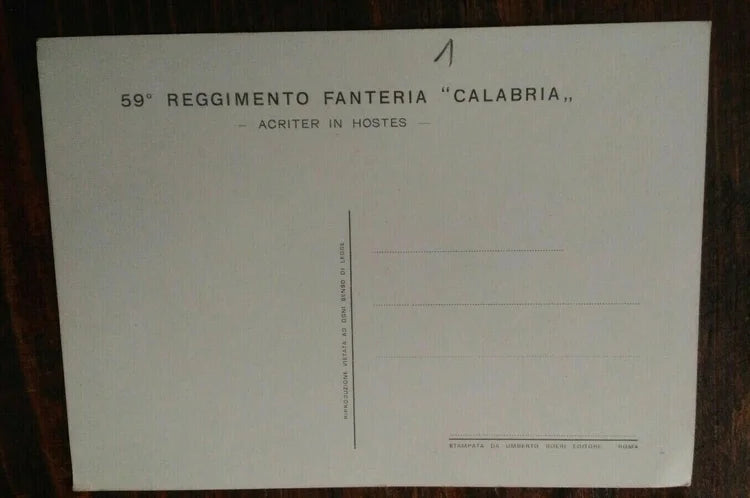 1
59° REGGIMENTO FANTERIA “CALABRIA„
— ACRITER IN HOSTES —
RIPRODUZIONE VIETATA AD OGNI SENSO DI LEGGE
STAMPATA DA UMBERTO BOERI EDITORE - ROMA